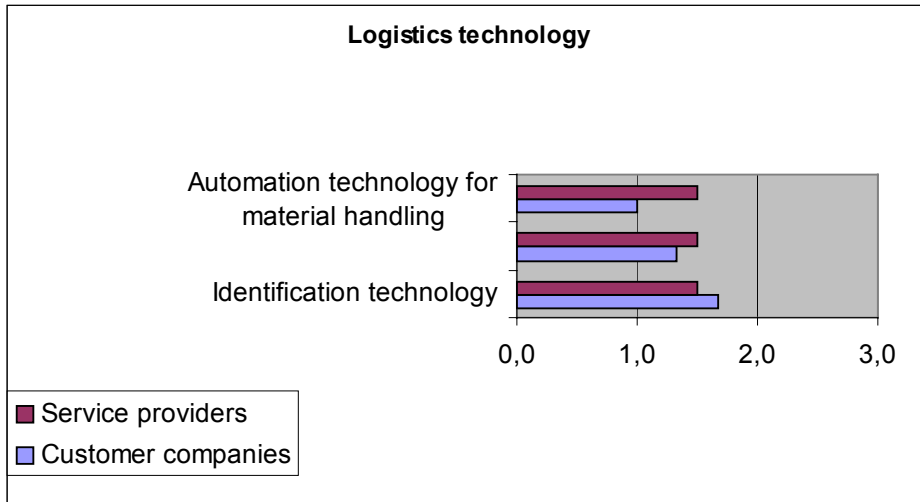 Logistics technology
Automation technology for
material handling
Identification technology
0,0 1,0 2,0 3,0
Service providers
Customer companies